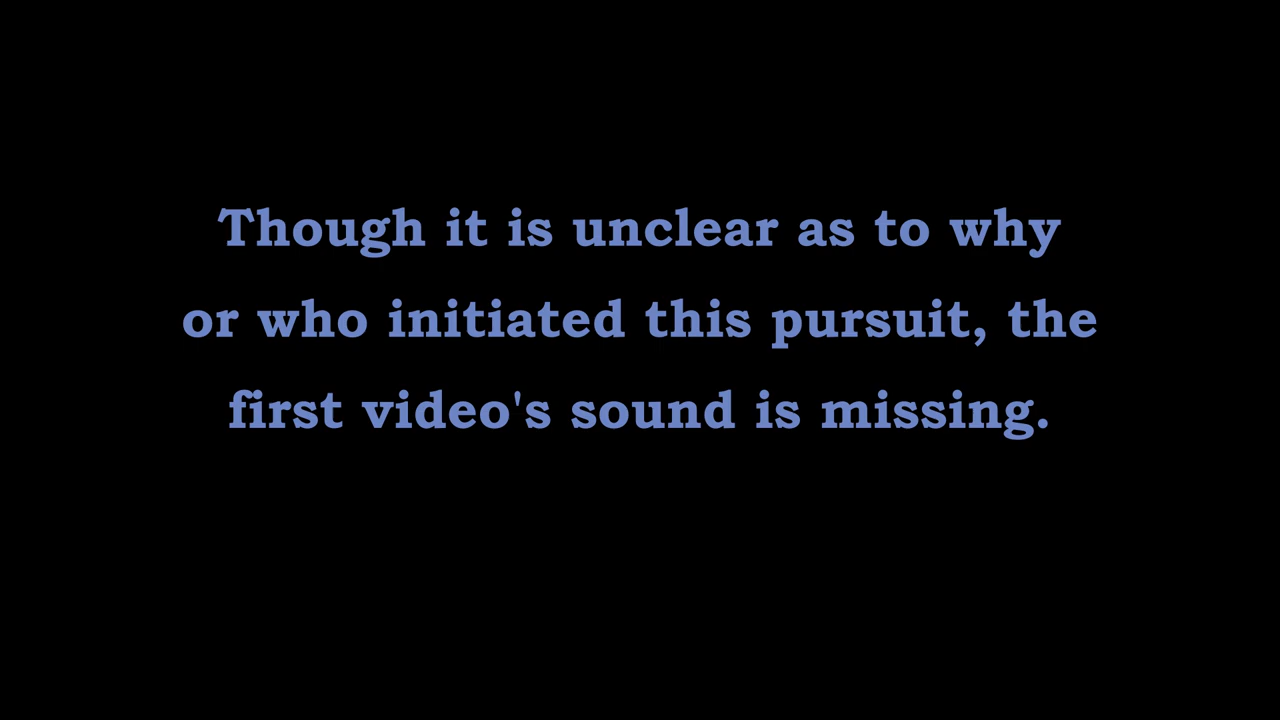 Though it is unclear as to why
or who initiated this pursuit, the
first video's sound is missing.